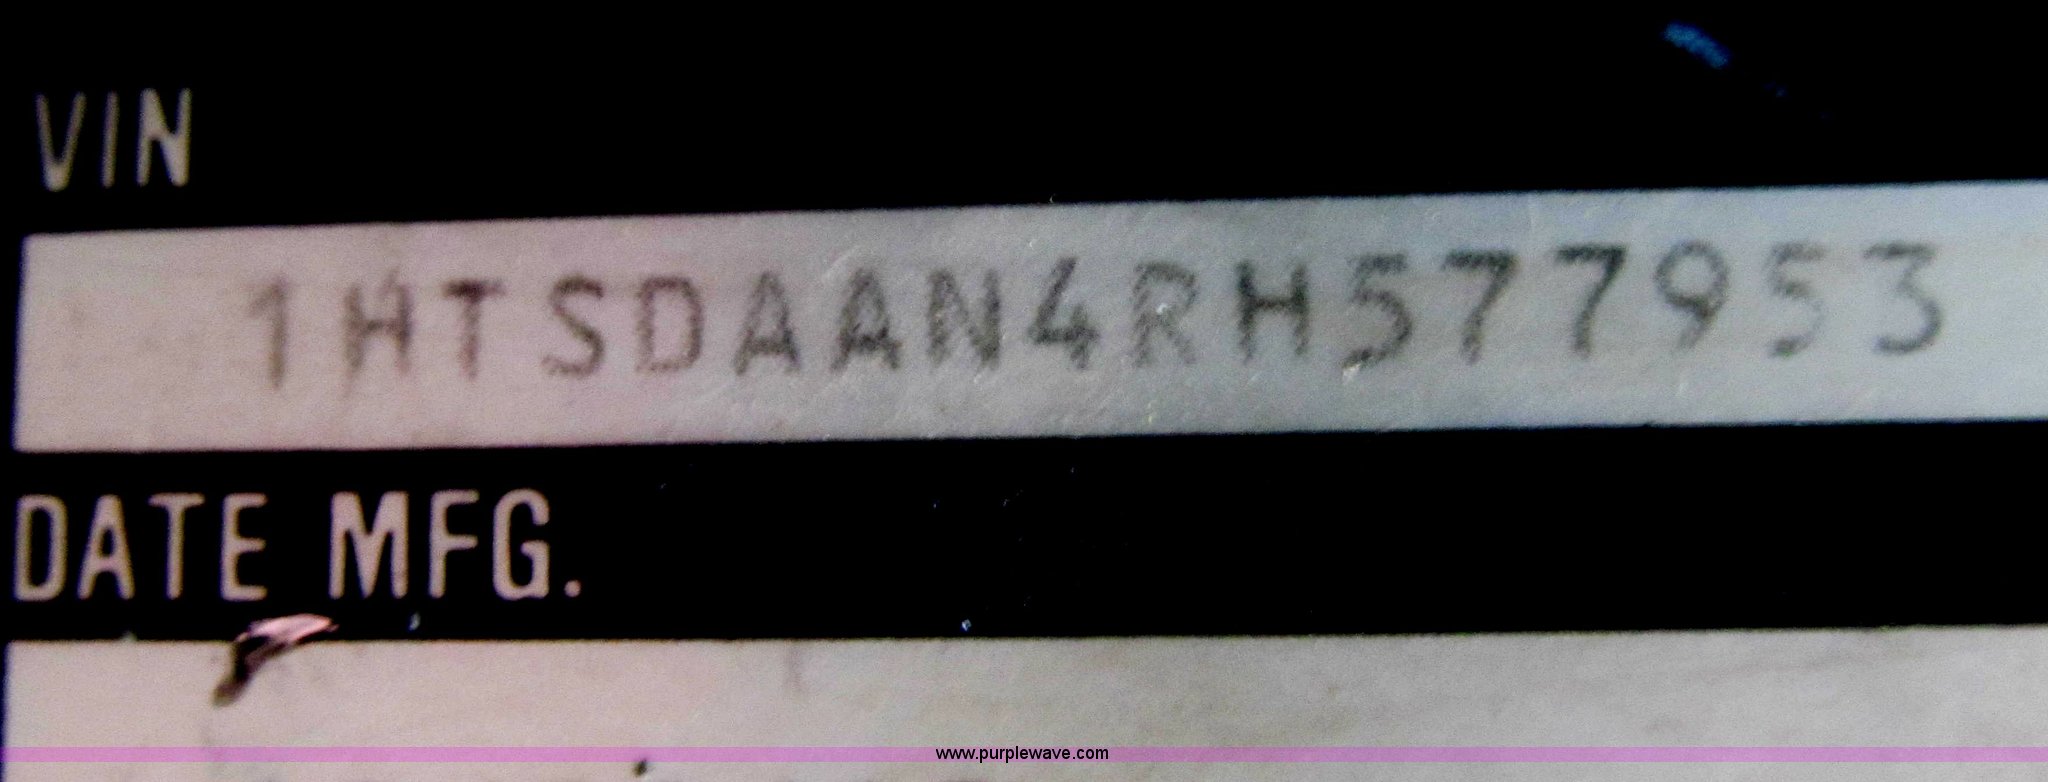 VIN
1HTSDAAN4RH577953
DATE MFG.
www.purplewave.com